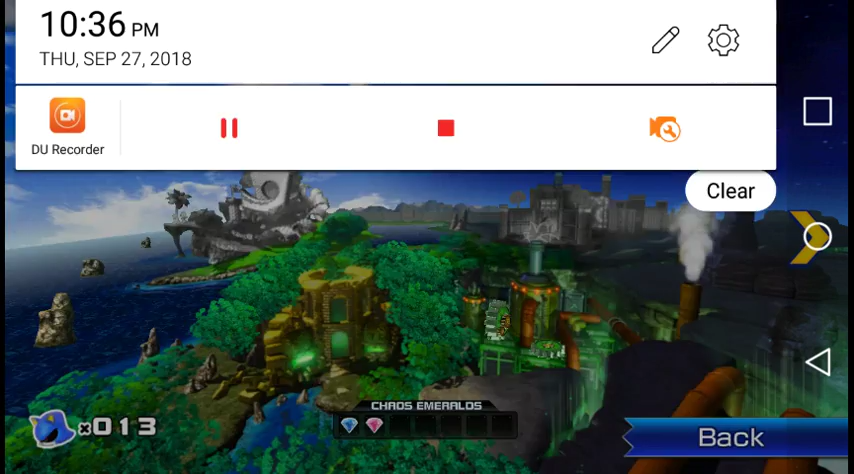 10:36 PM
THU, SEP 27, 2018
DU Recorder
Clear
CHAOS EMERALDS
×013
Back